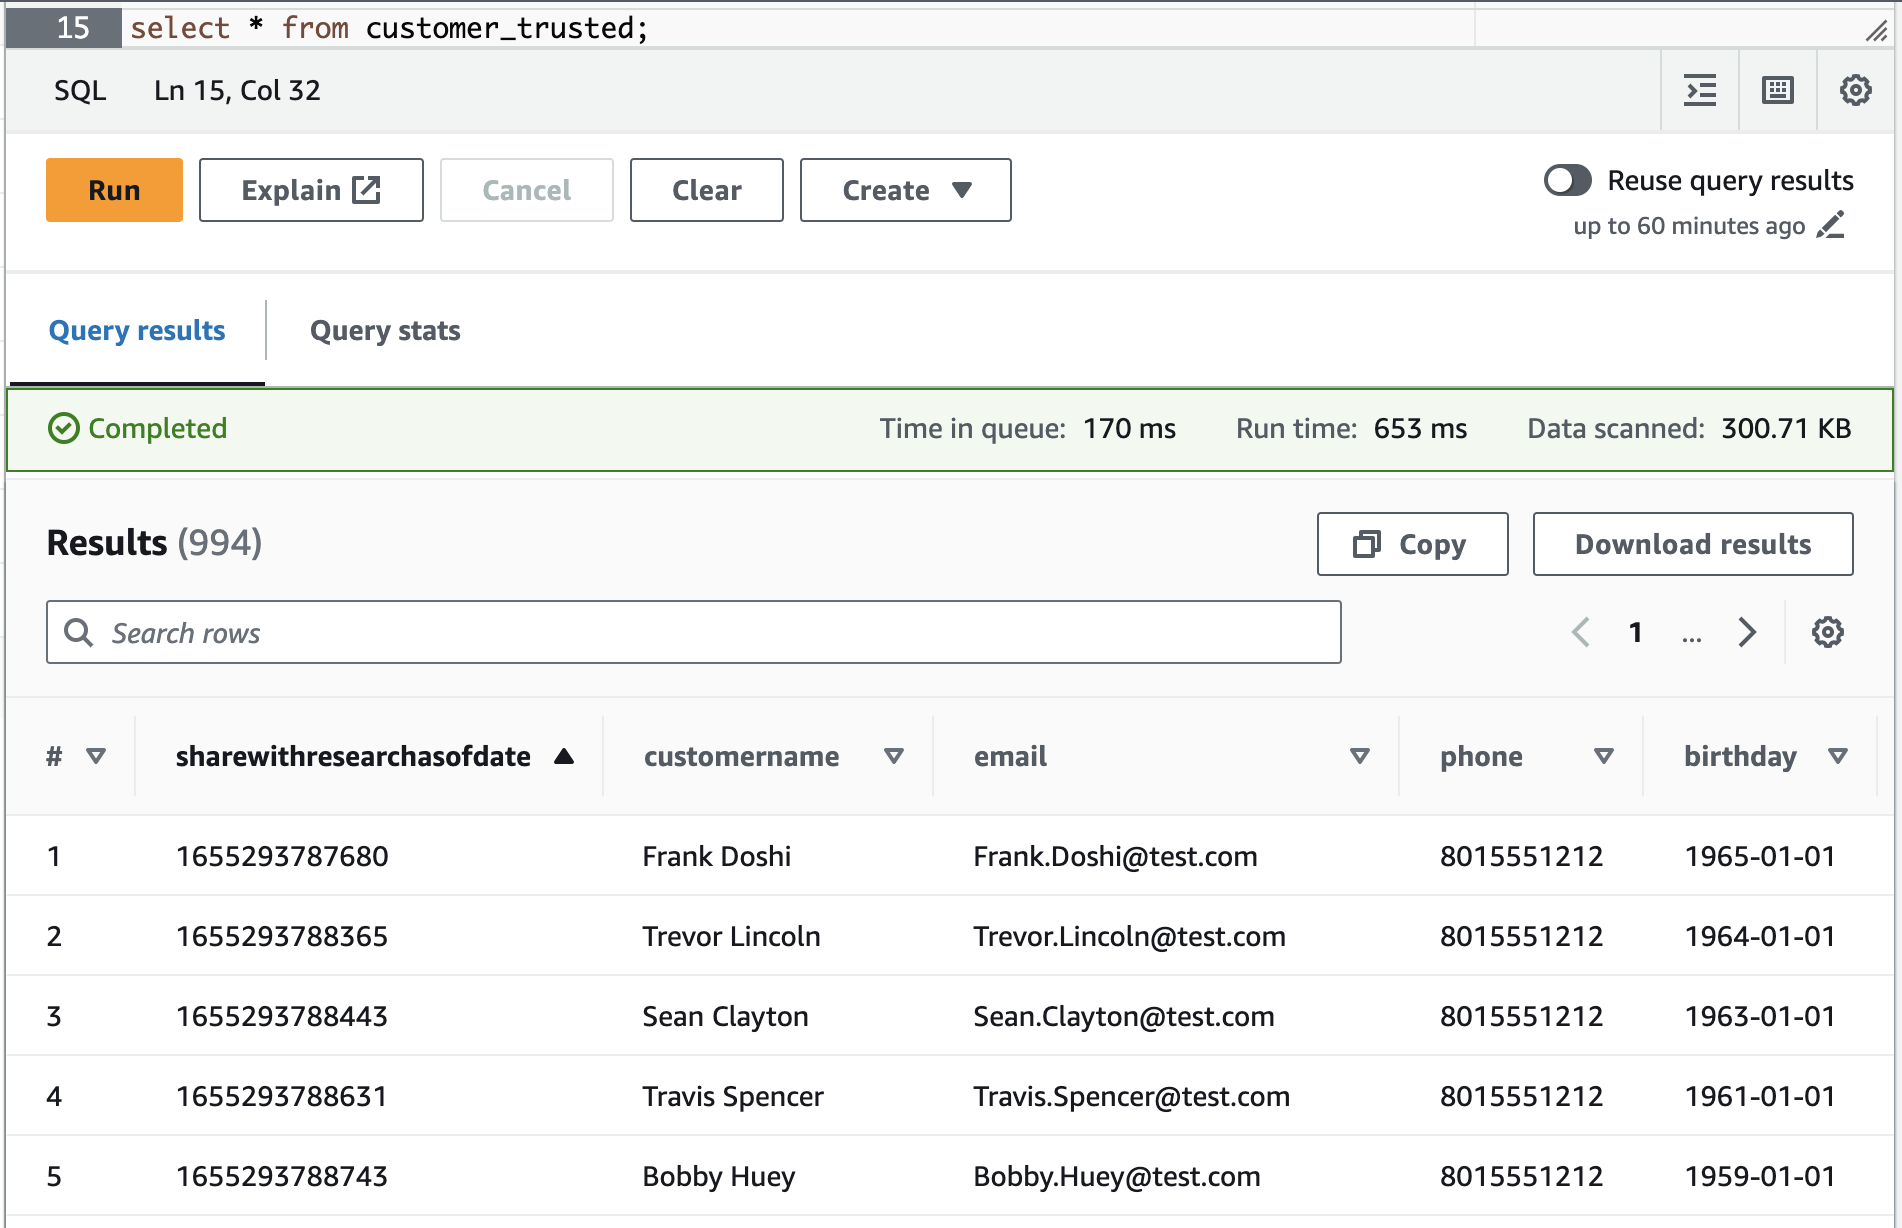 15 select * from customer_trusted;
SQL Ln 15, Col 32
Run Explain Cancel Clear Create Reuse query results
up to 60 minutes ago
Query results Query stats
Completed Time in queue: 170 ms Run time: 653 ms Data scanned: 300.71 KB
Results (994) Copy Download results
Search rows 1 ...
# sharewithresearchasofdate customername email phone birthday
1 1655293787680 Frank Doshi Frank.Doshi@test.com 8015551212 1965-01-01
2 1655293788365 Trevor Lincoln Trevor.Lincoln@test.com 8015551212 1964-01-01
3 1655293788443 Sean Clayton Sean.Clayton@test.com 8015551212 1963-01-01
4 1655293788631 Travis Spencer Travis.Spencer@test.com 8015551212 1961-01-01
5 1655293788743 Bobby Huey Bobby.Huey@test.com 8015551212 1959-01-01